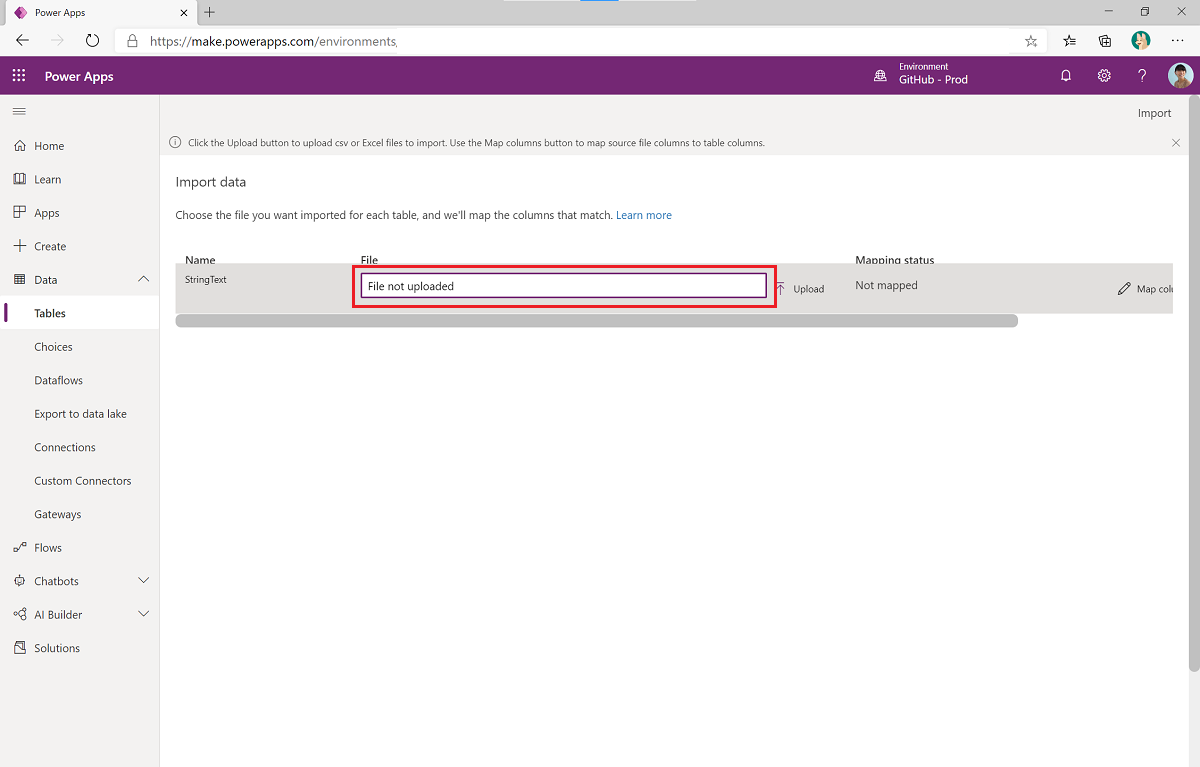 Power Apps
https://make.powerapps.com/environments
Power Apps
Environment
GitHub - Prod
Import
Click the Upload button to upload csv or Excel files to import. Use the Map columns button to map source file columns to table columns.
Home
Learn
Apps
Create
Data
Tables
Choices
Dataflows
Export to data lake
Connections
Custom Connectors
Gateways
Flows
Chatbots
AI Builder
Solutions
Import data
Choose the file you want imported for each table, and we'll map the columns that match. Learn more
Name File Mapping status
StringText File not uploaded Upload Not mapped Map